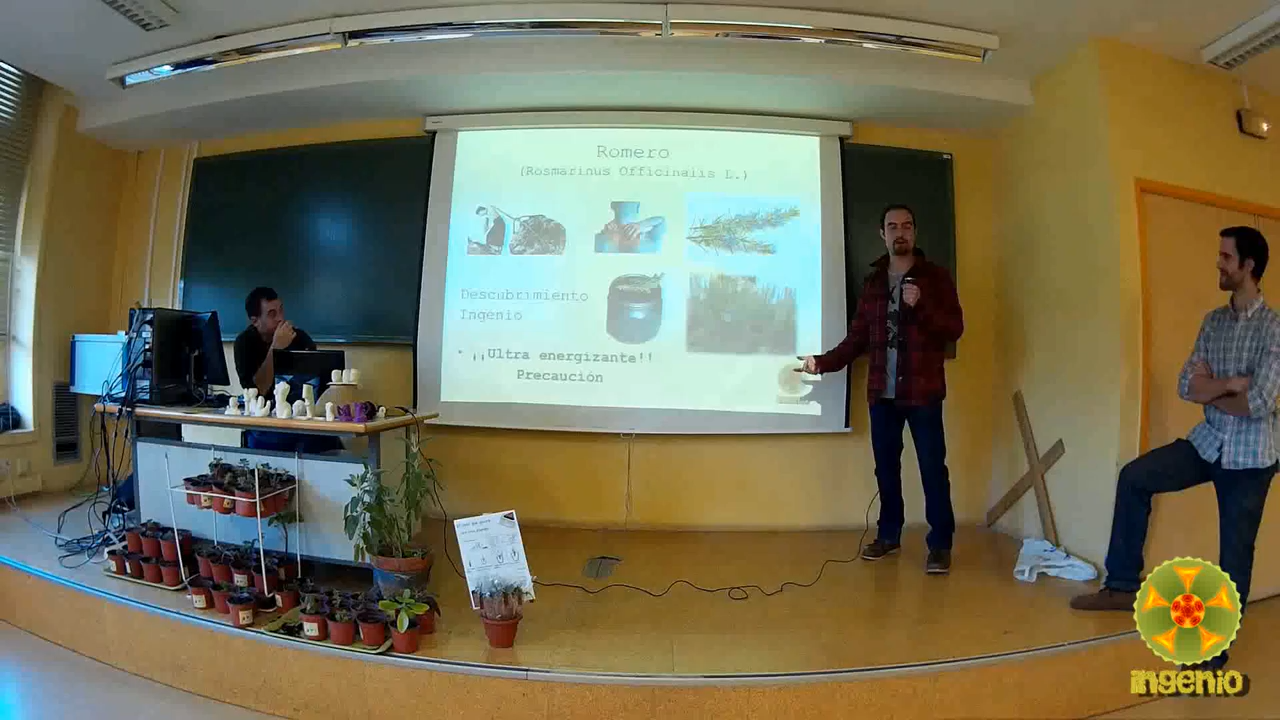 Romero
(Rosmarinus Officinalis L.)
Descubrimiento
Ingenio
· ¡¡Ultra energizante!!
Precaución
ingenio